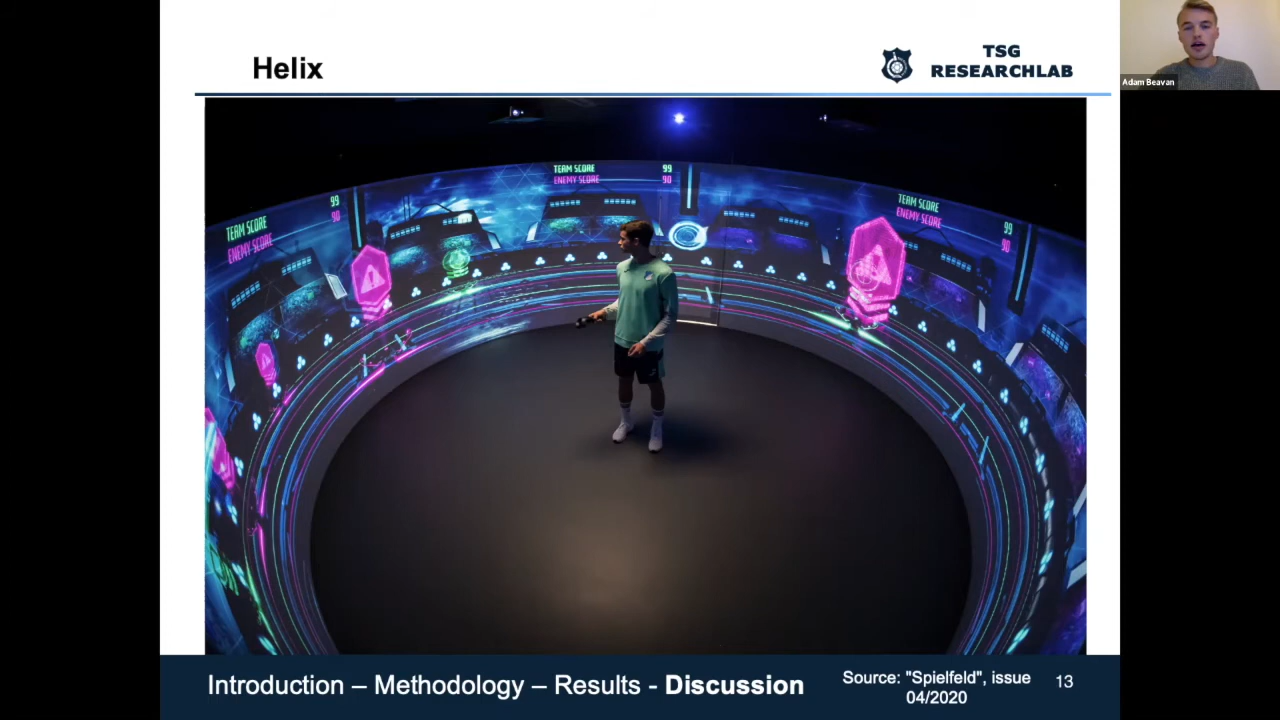 Helix
TSG
RESEARCHLAB
Adam Beavan
TEAM SCORE 99
ENEMY SCORE 90
TEAM SCORE 99
ENEMY SCORE 90
TEAM SCORE 99
ENEMY SCORE 90
Introduction – Methodology – Results - Discussion
Source: "Spielfeld", issue
04/2020
13